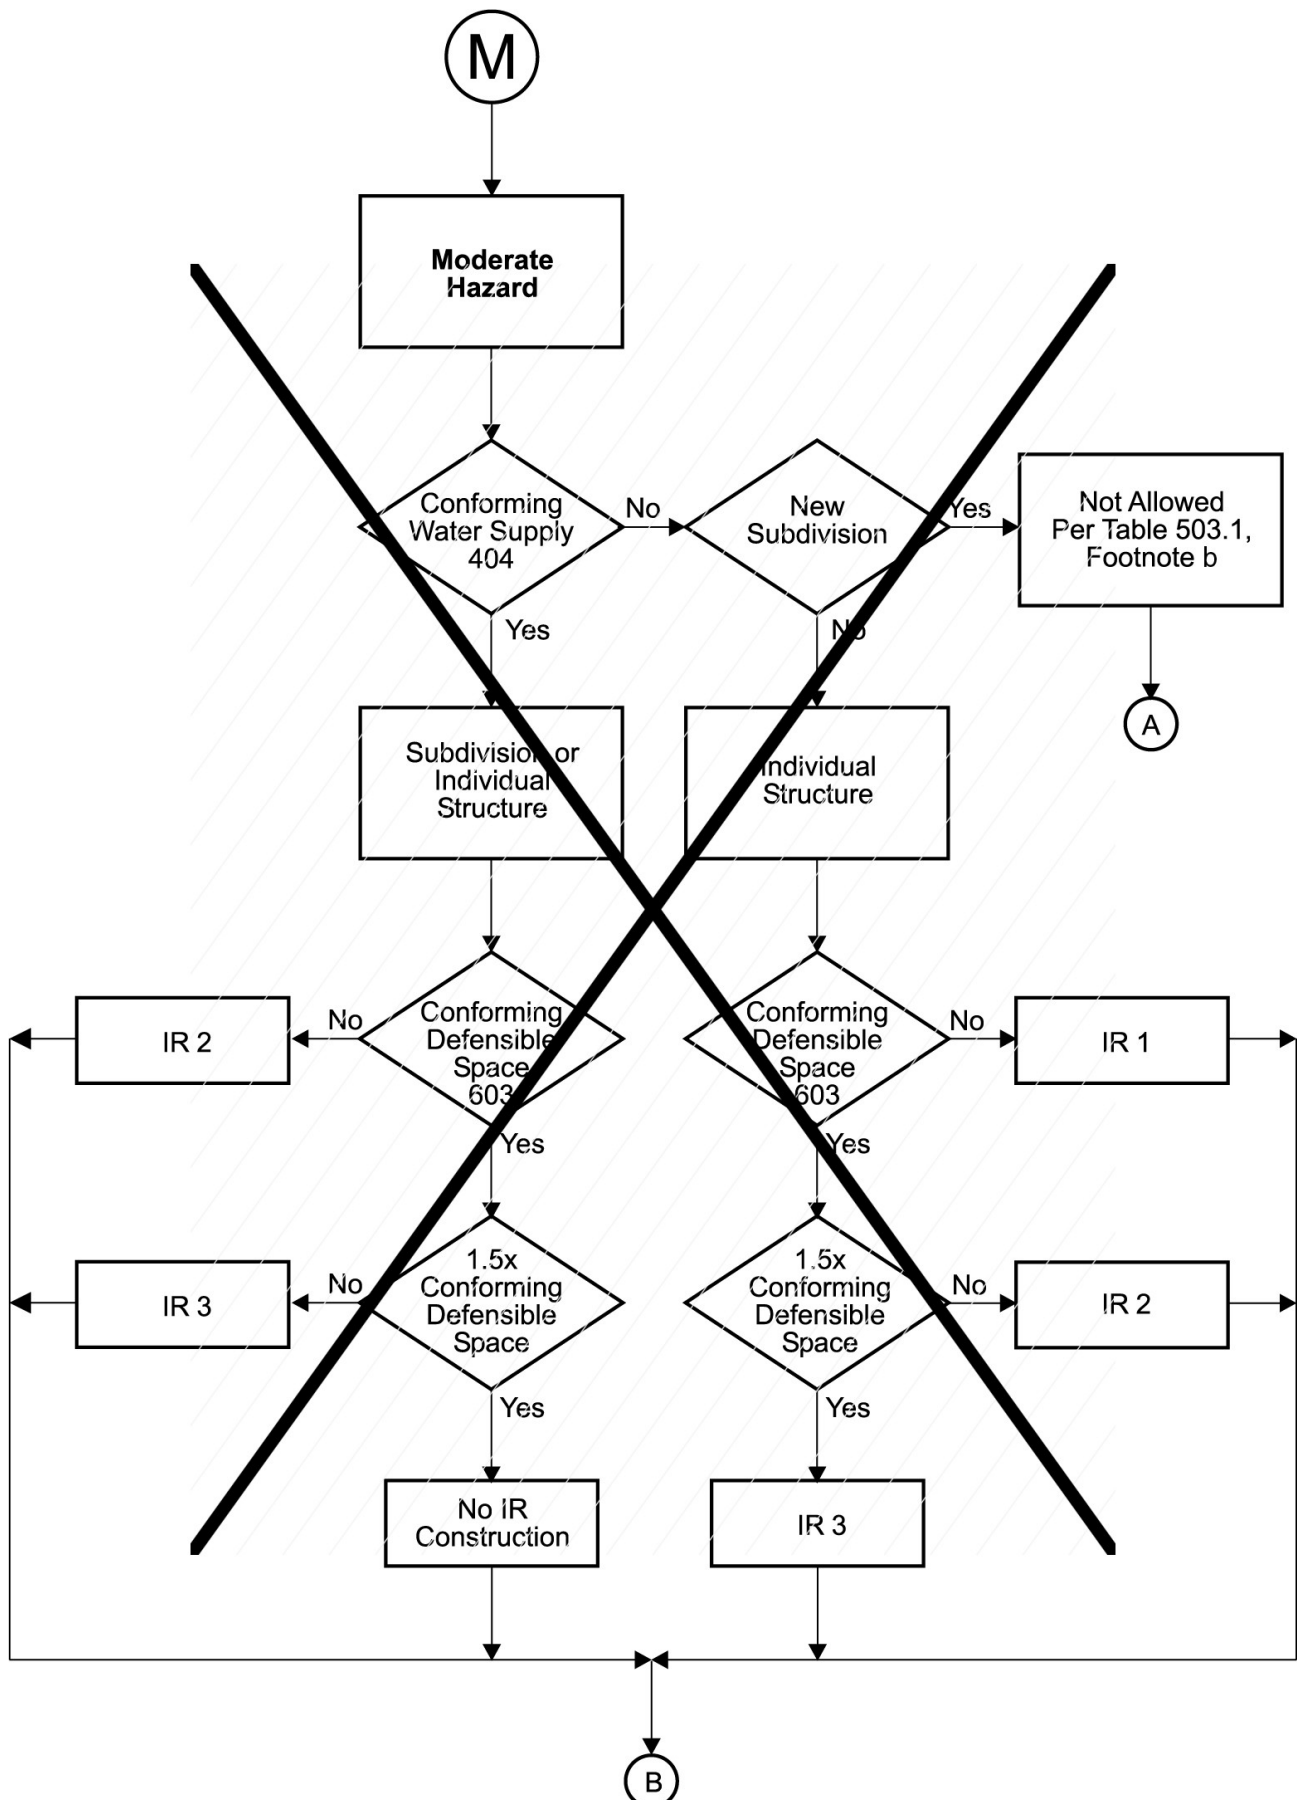 M
Moderate
Hazard
Conforming
Water Supply
404
No
New
Subdivision
Yes
Not Allowed
Per Table 503.1,
Footnote b
Yes
No
A
Subdivision or
Individual
Structure
Individual
Structure
IR 2
No
Conforming
Defensible
Space
603
Conforming
Defensible
Space
603
No
IR 1
Yes
Yes
IR 3
No
1.5x
Conforming
Defensible
Space
1.5x
Conforming
Defensible
Space
No
IR 2
Yes
Yes
No IR
Construction
IR 3
B